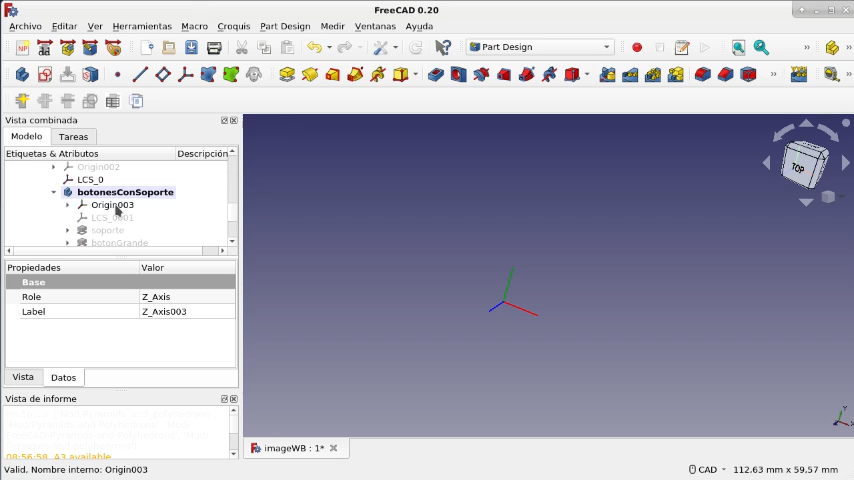 FreeCAD 0.20
Archivo Editar Ver Herramientas Macro Croquis Part Design Medir Ventanas Ayuda
Part Design
Vista combinada
Modelo Tareas
Etiquetas & Atributos Descripción
Origin002
LCS_0
botonesConSoporte
Origin003
LCS_0001
soporte
botonGrande
Propiedades Valor
Base
Role Z_Axis
Label Z_Axis003
Vista Datos
Vista de informe
08:56:58 A3 available
TOP
imageWB : 1*
Valid, Nombre interno: Origin003
CAD 112.63 mm x 59,57 mm